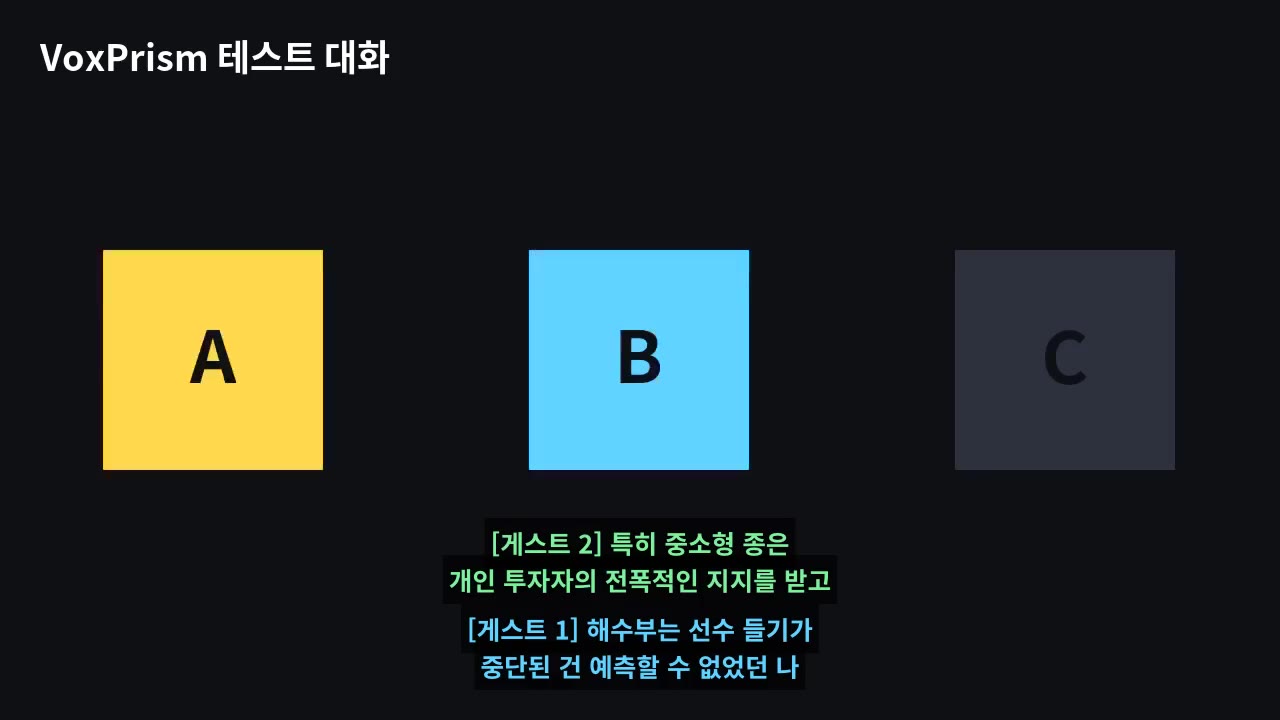 VoxPrism 테스트 대화
A
B
C
[게스트 2] 특히 중소형 종은
개인 투자자의 전폭적인 지지를 받고
[게스트 1] 해수부는 선수 들기가
중단된 건 예측할 수 없었던 나